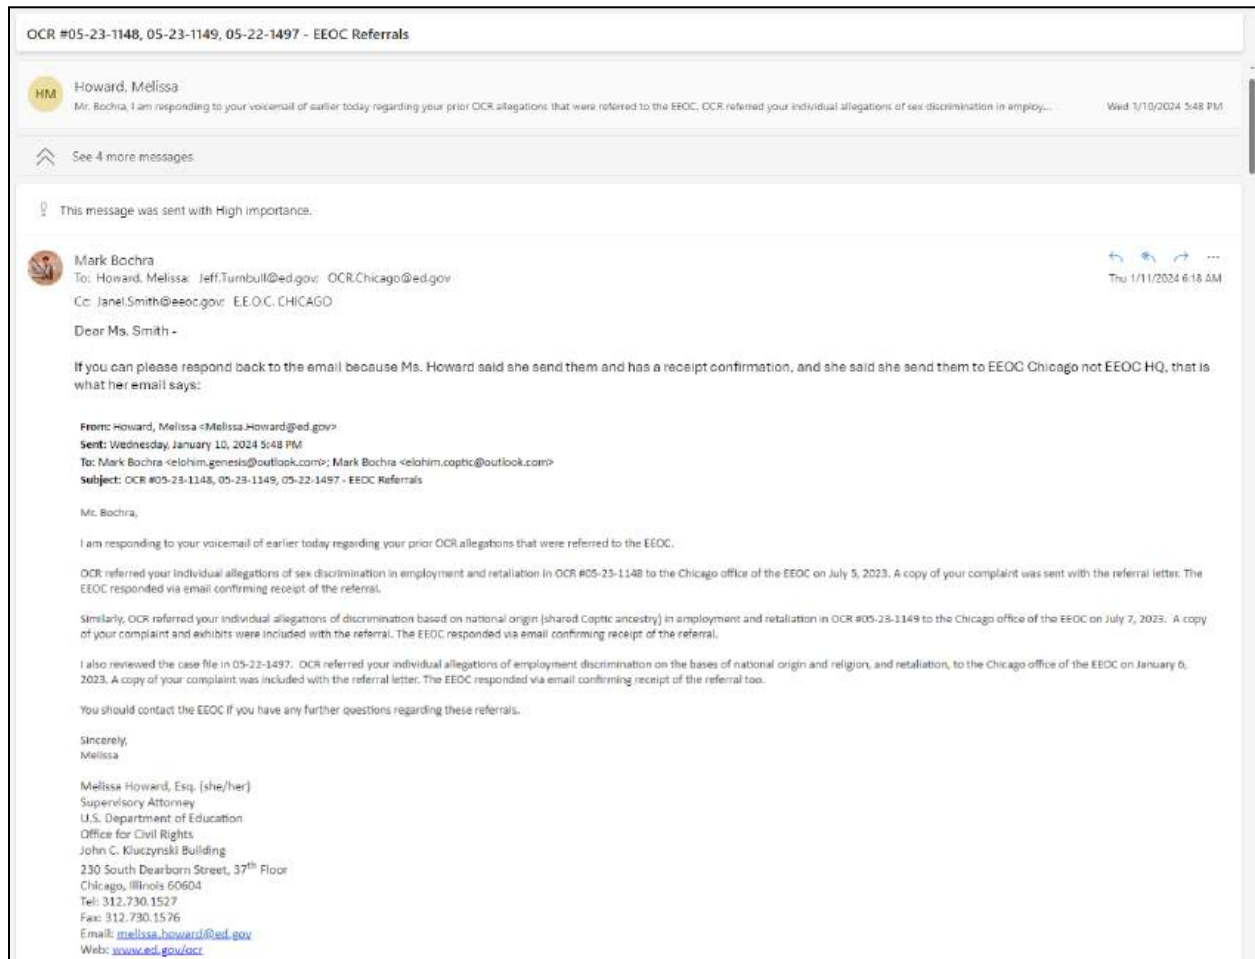 OCR #05-23-1148, 05-23-1149, 05-22-1497 - EEOC Referrals
HM
Howard, Melissa
Mr. Bochra, I am responding to your voicemail of earlier today regarding your prior OCR allegations that were referred to the EEOC. OCR referred your individual allegations of sex discrimination in employ...
Wed 1/10/2024 5:48 PM
See 4 more messages
This message was sent with High importance.
Mark Bochra
To: Howard, Melissa; Jeff.Turnbull@ed.gov; OCR.Chicago@ed.gov
Thu 1/11/2024 6:18 AM
Cc: Janel.Smith@eeoc.gov; E.E.O.C. CHICAGO
Dear Ms. Smith -
If you can please respond back to the email because Ms. Howard said she send them and has a receipt confirmation, and she said she send them to EEOC Chicago not EEOC HQ, that is
what her email says:
From: Howard, Melissa <Melissa.Howard@ed.gov>
Sent: Wednesday, January 10, 2024 5:48 PM
To: Mark Bochra <elohim.genesis@outlook.com>; Mark Bochra <elohim.coptic@outlook.com>
Subject: OCR #05-23-1148, 05-23-1149, 05-22-1497 - EEOC Referrals
Mr. Bochra,
I am responding to your voicemail of earlier today regarding your prior OCR allegations that were referred to the EEOC.
OCR referred your individual allegations of sex discrimination in employment and retaliation in OCR #05-23-1148 to the Chicago office of the EEOC on July 5, 2023. A copy of your complaint was sent with the referral letter. The
EEOC responded via email confirming receipt of the referral.
Similarly, OCR referred your individual allegations of discrimination based on national origin (shared Coptic ancestry) in employment and retaliation in OCR #05-23-1149 to the Chicago office of the EEOC on July 7, 2023. A copy
of your complaint and exhibits were included with the referral. The EEOC responded via email confirming receipt of the referral.
I also reviewed the case file in 05-22-1497. OCR referred your individual allegations of employment discrimination on the bases of national origin and religion, and retaliation, to the Chicago office of the EEOC on January 6,
2023. A copy of your complaint was included with the referral letter. The EEOC responded via email confirming receipt of the referral too.
You should contact the EEOC if you have any further questions regarding these referrals.
Sincerely,
Melissa
Melissa Howard, Esq. (she/her)
Supervisory Attorney
U.S. Department of Education
Office for Civil Rights
John C. Kluczynski Building
230 South Dearborn Street, 37th Floor
Chicago, Illinois 60604
Tel: 312.730.1527
Fax: 312.730.1576
Email: melissa.howard@ed.gov
Web: www.ed.gov/ocr